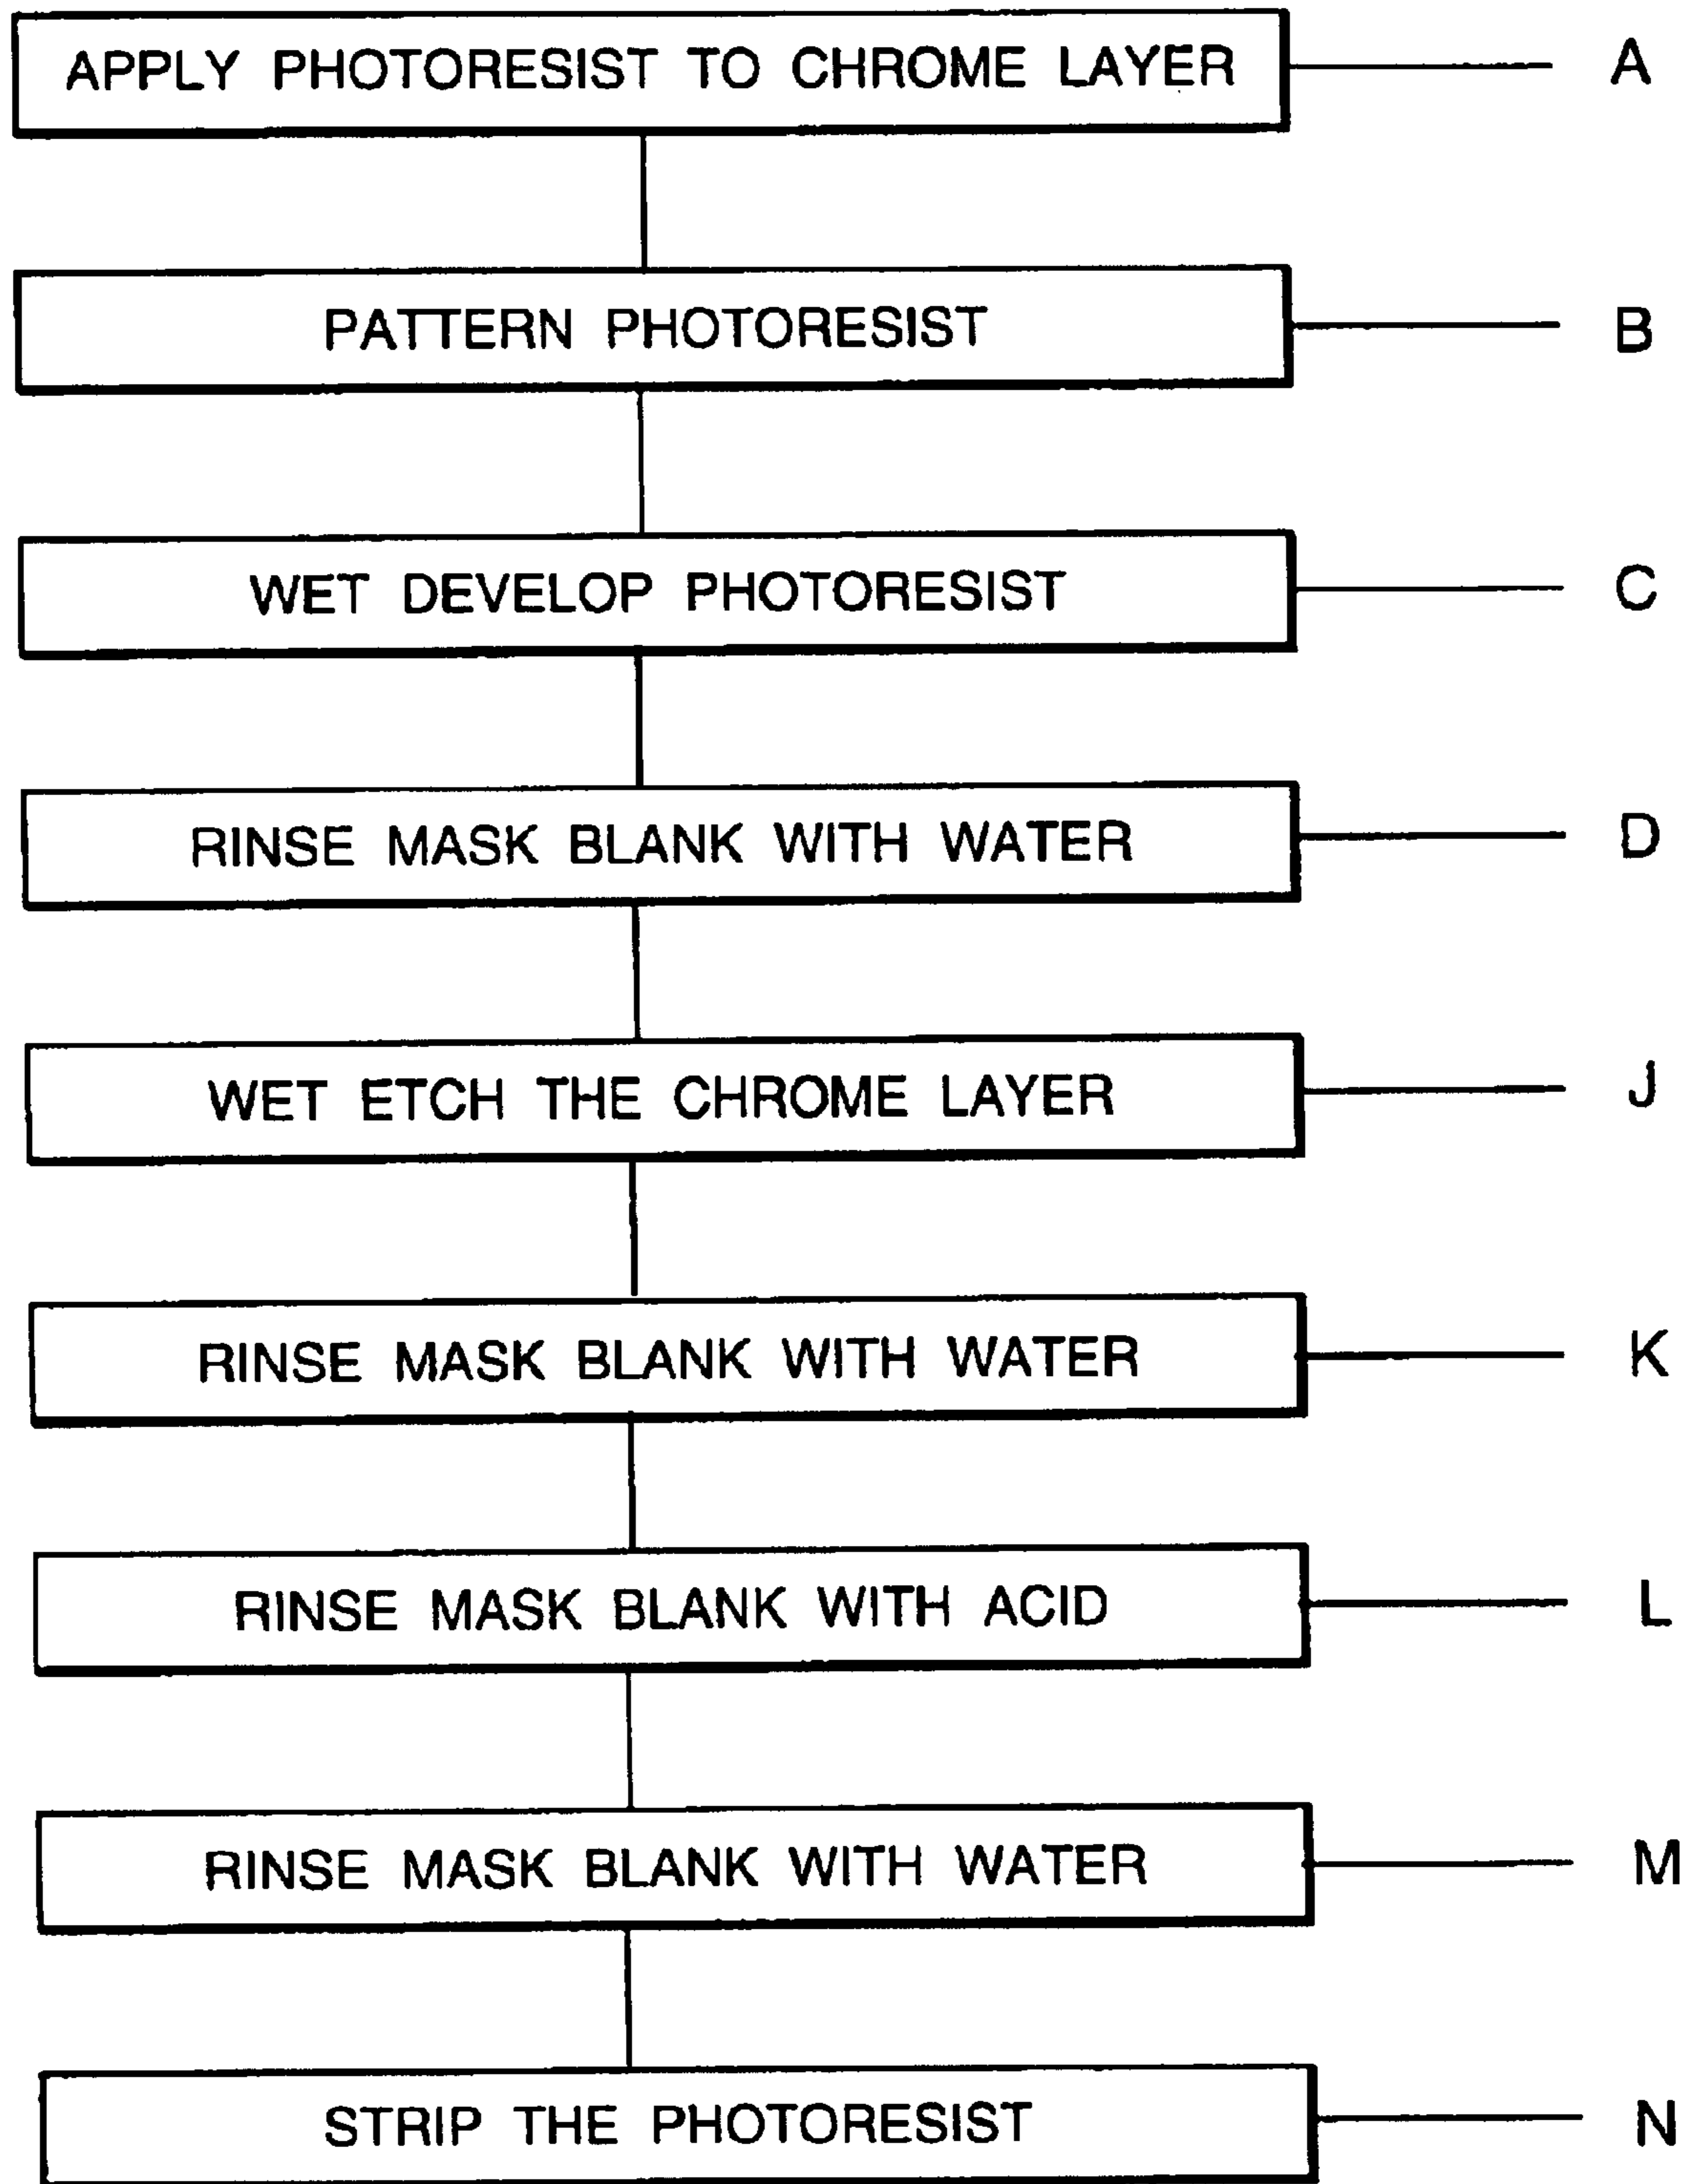 APPLY PHOTORESIST TO CHROME LAYER A
PATTERN PHOTORESIST B
WET DEVELOP PHOTORESIST C
RINSE MASK BLANK WITH WATER D
WET ETCH THE CHROME LAYER J
RINSE MASK BLANK WITH WATER K
RINSE MASK BLANK WITH ACID L
RINSE MASK BLANK WITH WATER M
STRIP THE PHOTORESIST N